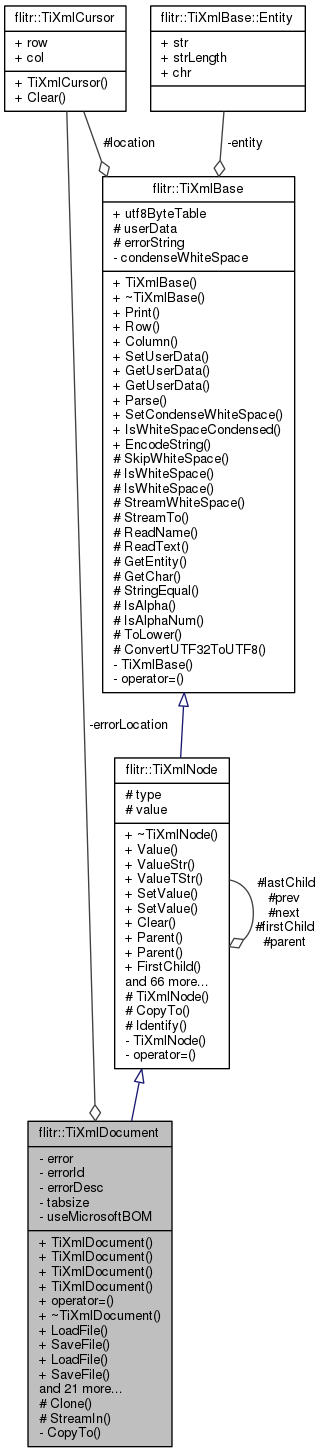 flitr::TiXmlCursor
+ row
+ col
+ TiXmlCursor()
+ Clear()
flitr::TiXmlBase::Entity
+ str
+ strLength
+ chr
#location
-entity
flitr::TiXmlBase
+ utf8ByteTable
# userData
# errorString
- condenseWhiteSpace
+ TiXmlBase()
+ ~TiXmlBase()
+ Print()
+ Row()
+ Column()
+ SetUserData()
+ GetUserData()
+ GetUserData()
+ Parse()
+ SetCondenseWhiteSpace()
+ IsWhiteSpaceCondensed()
+ EncodeString()
# SkipWhiteSpace()
# IsWhiteSpace()
# IsWhiteSpace()
# StreamWhiteSpace()
# StreamTo()
# ReadName()
# ReadText()
# GetEntity()
# GetChar()
# StringEqual()
# IsAlpha()
# IsAlphaNum()
# ToLower()
# ConvertUTF32ToUTF8()
- TiXmlBase()
- operator=()
-errorLocation
flitr::TiXmlNode
# type
# value
+ ~TiXmlNode()
+ Value()
+ ValueStr()
+ ValueTStr()
+ SetValue()
+ SetValue()
+ Clear()
+ Parent()
+ Parent()
+ FirstChild()
and 66 more...
# TiXmlNode()
# CopyTo()
# Identify()
- TiXmlNode()
- operator=()
#lastChild
#prev
#next
#firstChild
#parent
flitr::TiXmlDocument
- error
- errorId
- errorDesc
- tabsize
- useMicrosoftBOM
+ TiXmlDocument()
+ TiXmlDocument()
+ TiXmlDocument()
+ TiXmlDocument()
+ operator=()
+ ~TiXmlDocument()
+ LoadFile()
+ SaveFile()
+ LoadFile()
+ SaveFile()
and 21 more...
# Clone()
# StreamIn()
- CopyTo()